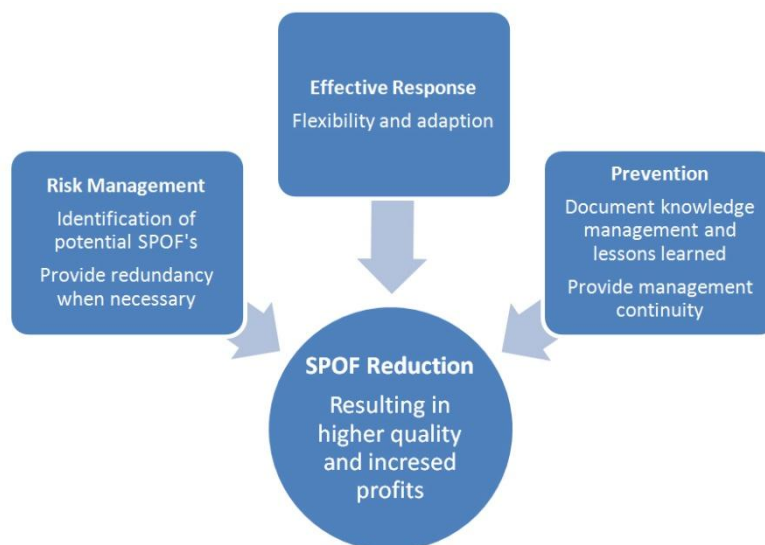 Effective Response
Flexibility and adaption
Risk Management
Identification of
potential SPOF's
Provide redundancy
when necessary
Prevention
Document knowledge
management and
lessons learned
Provide management
continuity
SPOF Reduction
Resulting in
higher quality
and incresed
profits